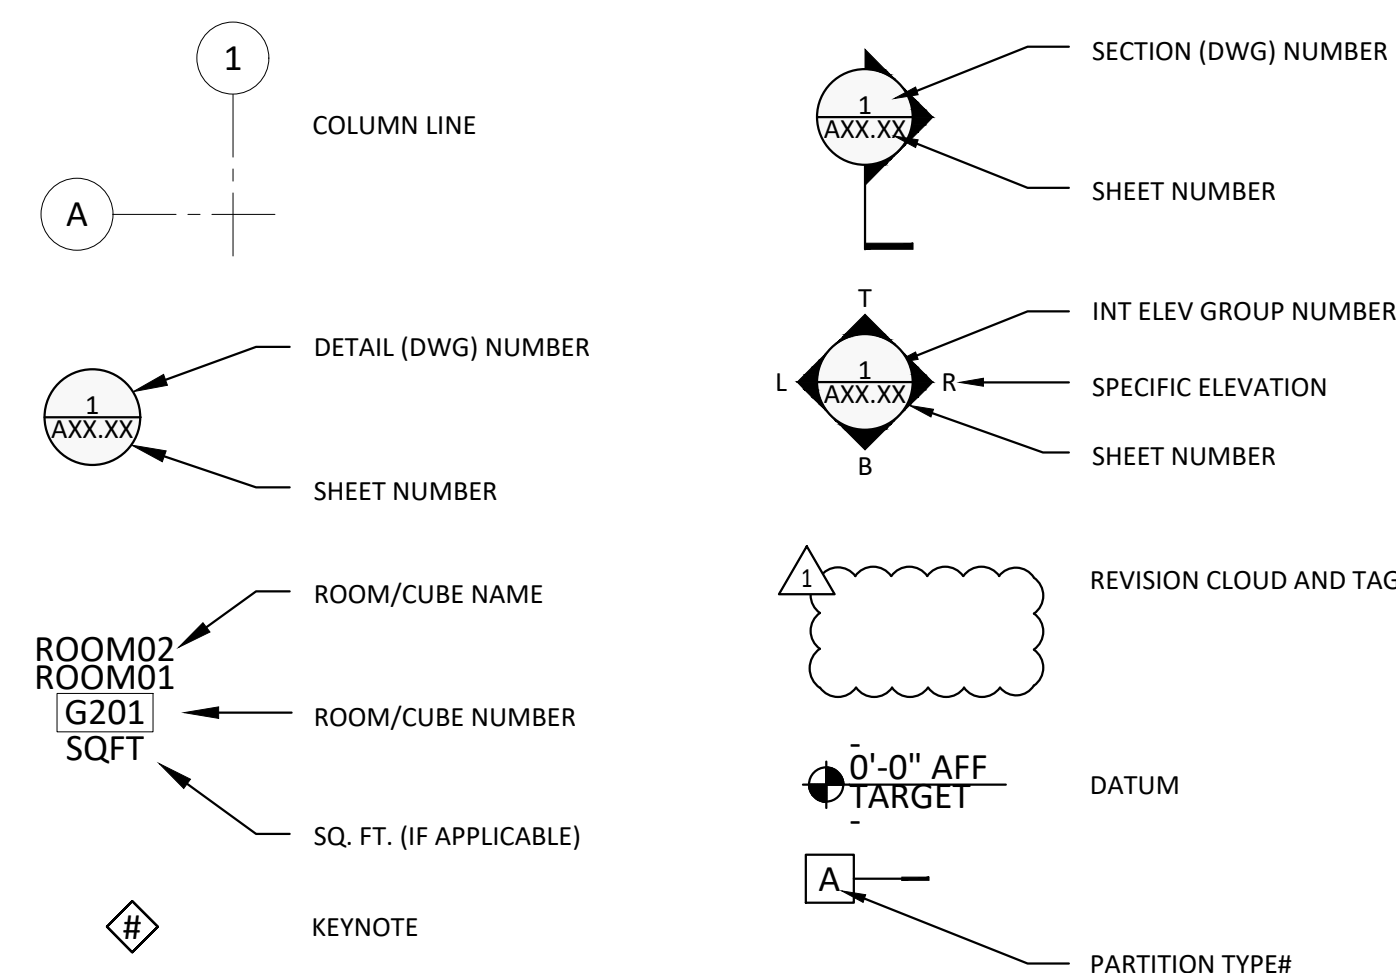 1
COLUMN LINE
A
DETAIL (DWG) NUMBER
1
AXX.XX
SHEET NUMBER
ROOM/CUBE NAME
ROOM02
ROOM01
G201
ROOM/CUBE NUMBER
SQFT
SQ. FT. (IF APPLICABLE)
#
KEYNOTE
SECTION (DWG) NUMBER
1
AXX.XX
SHEET NUMBER
T
INT ELEV GROUP NUMBER
1
L
R
SPECIFIC ELEVATION
AXX.XX
SHEET NUMBER
B
1
REVISION CLOUD AND TAG
-
0'-0" AFF
TARGET
-
DATUM
A
PARTITION TYPE#